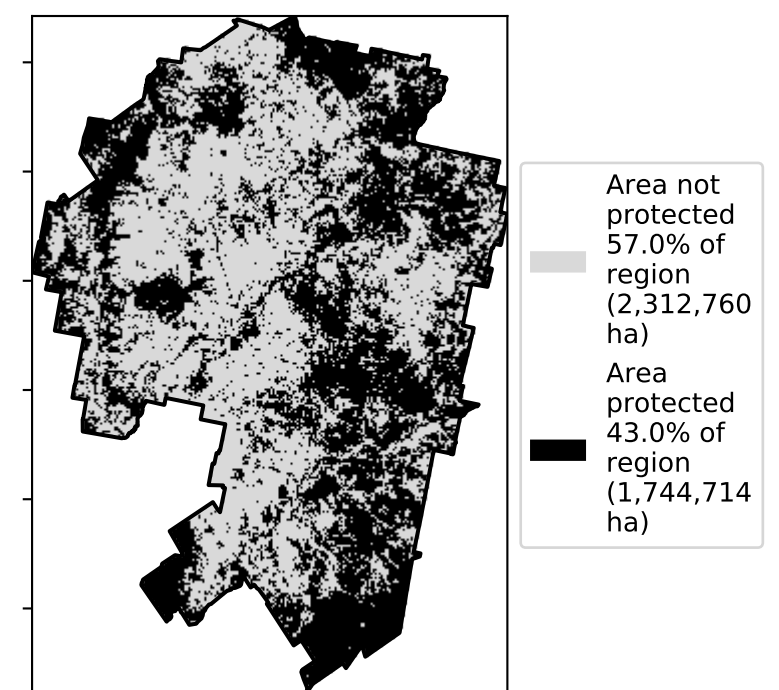 Area not
protected
57.0% of
region
(2,312,760
ha)
Area
protected
43.0% of
region
(1,744,714
ha)